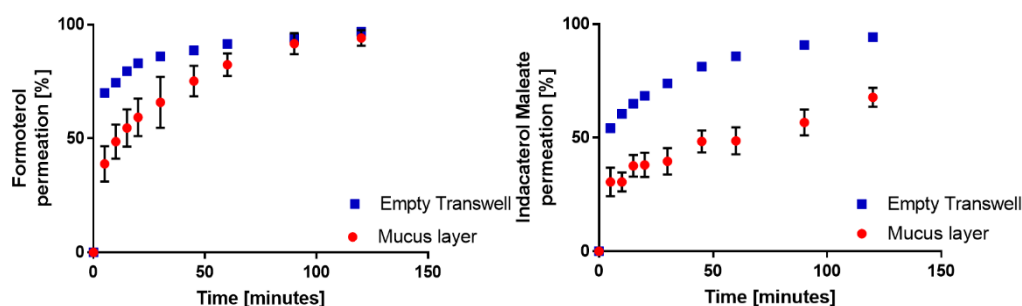 Formoterol
permeation [%]
100
50
0
0
50
100
150
Time [minutes]
Empty Transwell
Mucus layer
Indacaterol Maleate
permeation [%]
100
50
0
0
50
100
150
Time [minutes]
Empty Transwell
Mucus layer